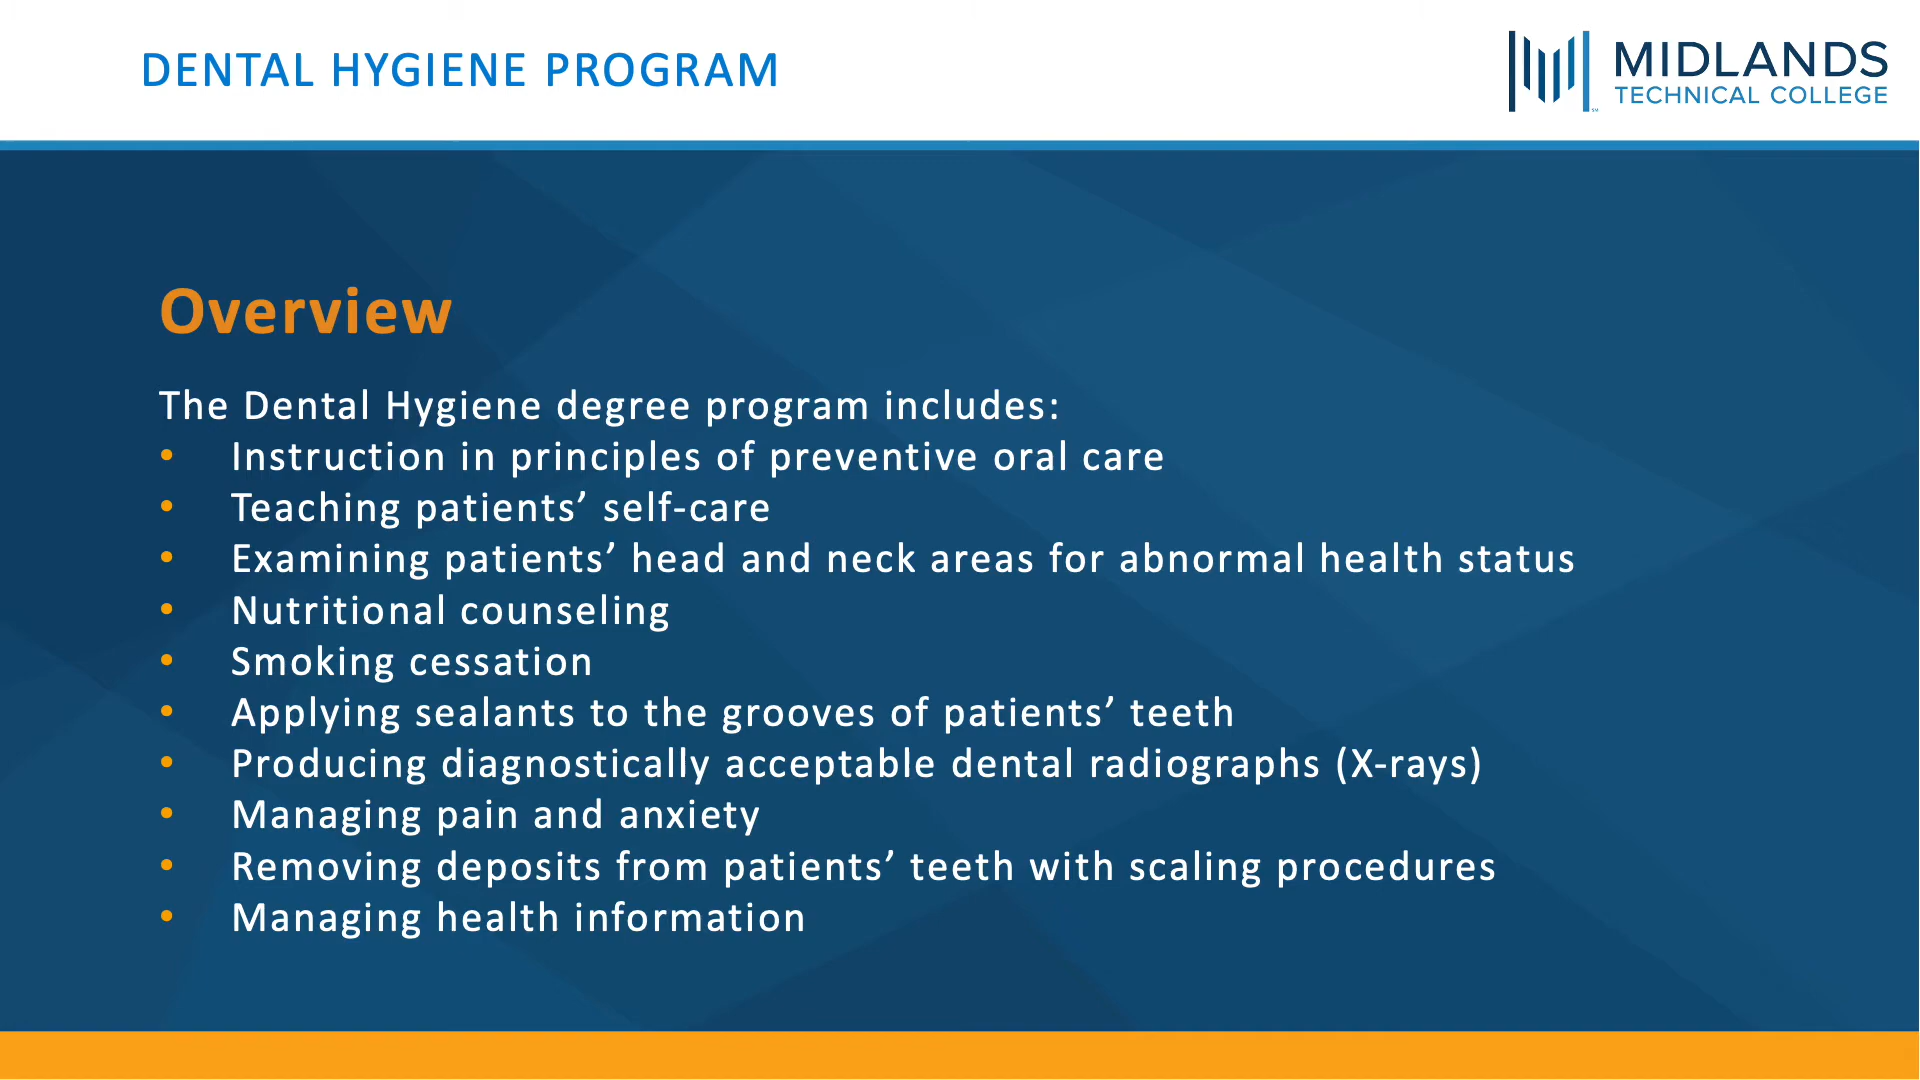 DENTAL HYGIENE PROGRAM
MIDLANDS
TECHNICAL COLLEGE
Overview
The Dental Hygiene degree program includes:
• Instruction in principles of preventive oral care
• Teaching patients’ self-care
• Examining patients’ head and neck areas for abnormal health status
• Nutritional counseling
• Smoking cessation
• Applying sealants to the grooves of patients’ teeth
• Producing diagnostically acceptable dental radiographs (X-rays)
• Managing pain and anxiety
• Removing deposits from patients’ teeth with scaling procedures
• Managing health information